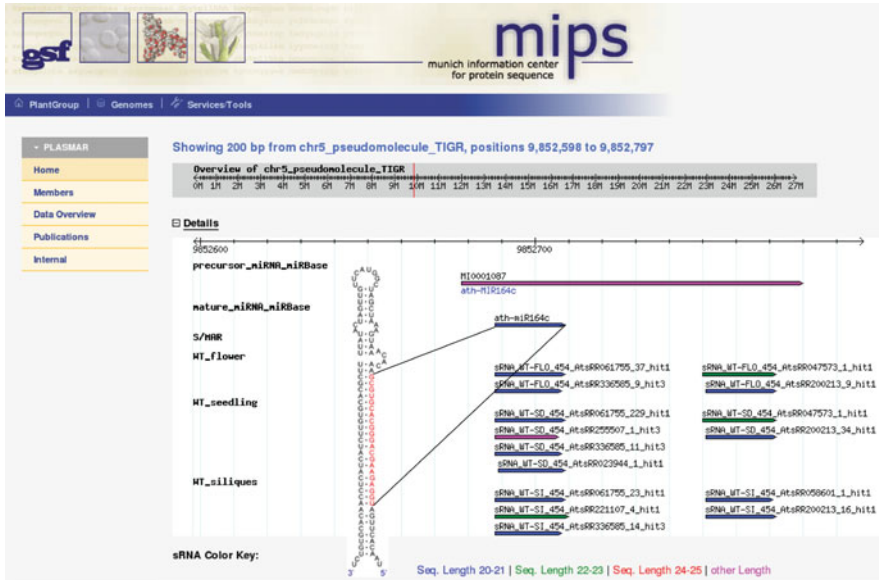 gsf
mips
munich information center
for protein sequence
PlantGroup | Genomes | Services/Tools
PLASMAR
Home
Members
Data Overview
Publications
Internal
Showing 200 bp from chr5_pseudomolecule_TIGR, positions 9,852,598 to 9,852,797
Overview of chr5_pseudomolecule_TIGR
0M 1M 2M 3M 4M 5M 6M 7M 8M 9M 10M 11M 12M 13M 14M 15M 16M 17M 18M 19M 20M 21M 22M 23M 24M 25M 26M 27M
Details
9852600 9852700
precursor_miRNA_miRBase
MI0001087
ath-MIR164c
mature_miRNA_miRBase
ath-miR164c
S/MAR
WT_flower
sRNA_WT-FLO_454_AtsRR061755_37_hit1 sRNA_WT-FLO_454_AtsRR047573_1_hit1
sRNA_WT-FLO_454_AtsRR336585_9_hit3 sRNA_WT-FLO_454_AtsRR200213_9_hit1
WT_seedling
sRNA_WT-SD_454_AtsRR061755_229_hit1 sRNA_WT-SD_454_AtsRR047573_1_hit1
sRNA_WT-SD_454_AtsRR255507_1_hit3 sRNA_WT-SD_454_AtsRR200213_34_hit1
sRNA_WT-SD_454_AtsRR336585_11_hit3
sRNA_WT-SD_454_AtsRR023944_1_hit1
WT_siliques
sRNA_WT-SI_454_AtsRR061755_23_hit1 sRNA_WT-SI_454_AtsRR058601_1_hit1
sRNA_WT-SI_454_AtsRR221107_4_hit1 sRNA_WT-SI_454_AtsRR200213_16_hit1
sRNA_WT-SI_454_AtsRR336585_14_hit3
3' 5'
sRNA Color Key:
Seq. Length 20-21 | Seq. Length 22-23 | Seq. Length 24-25 | other Length